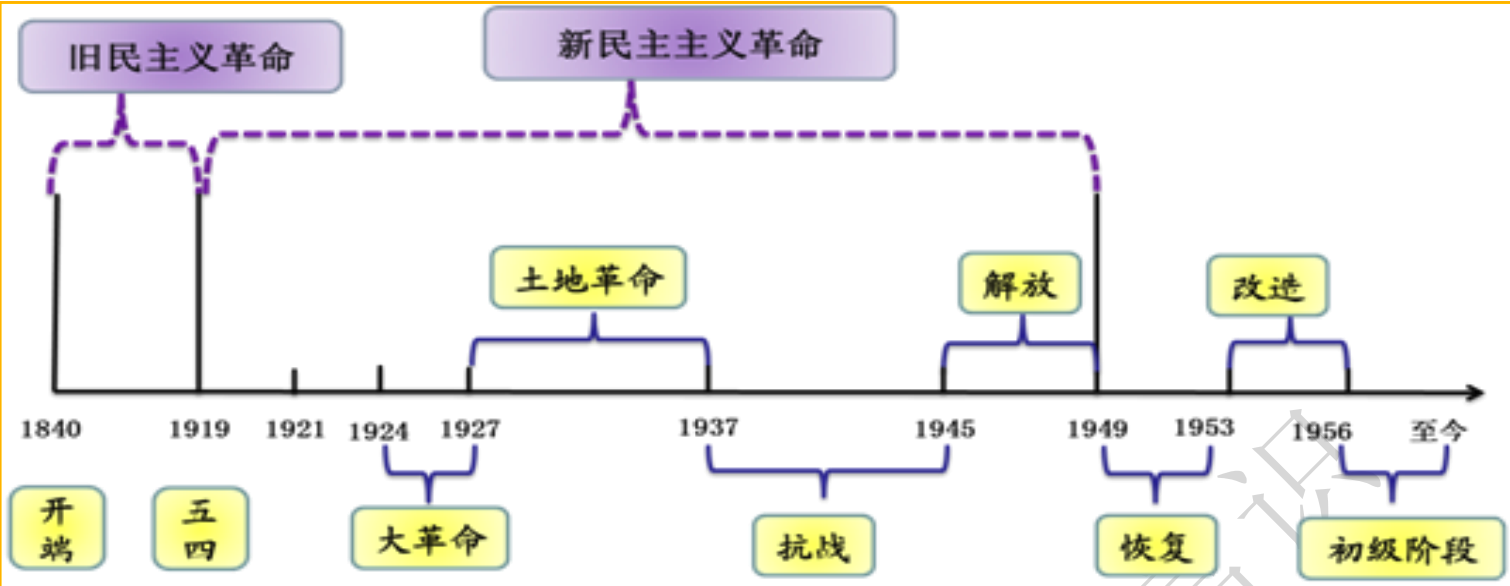 旧民主义革命
新民主主义革命
土地革命
解放
改造
1840
1919
1921
1924
1927
1937
1945
1949
1953
1956
至今
开
端
五
四
大革命
抗战
恢复
初级阶段
识